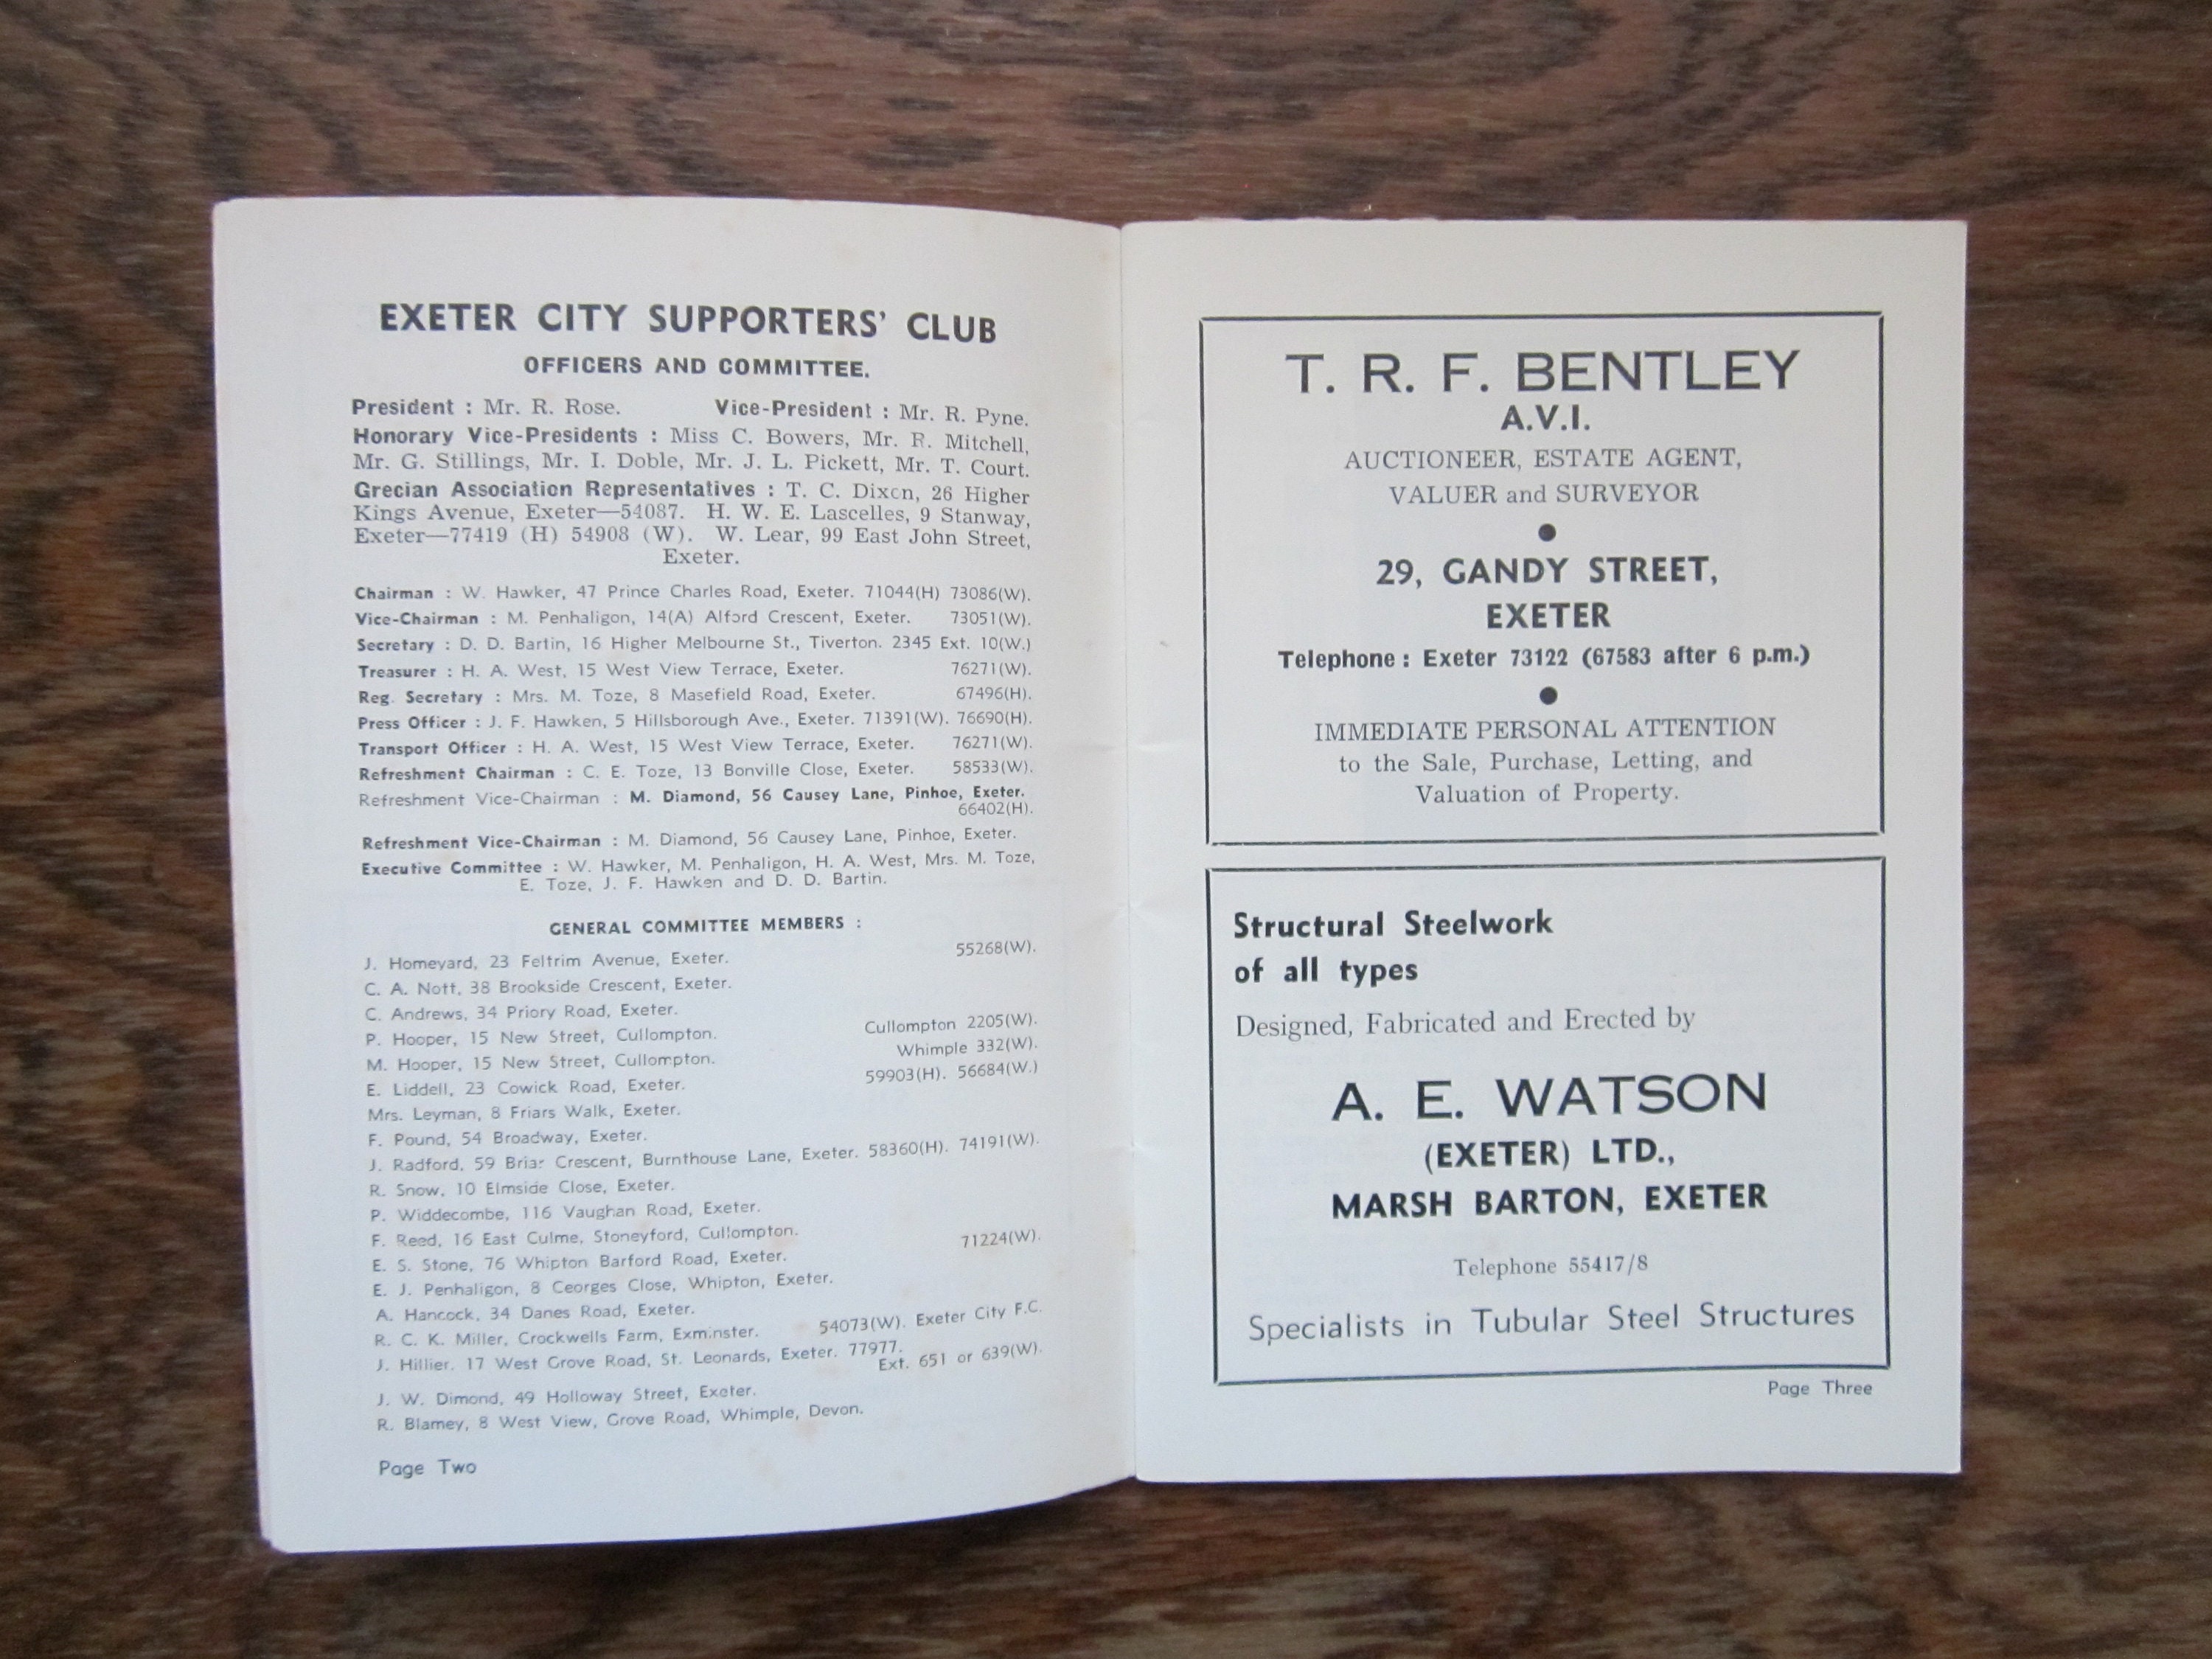 EXETER CITY SUPPORTERS' CLUB
OFFICERS AND COMMITTEE.
President : Mr. R. Rose. Vice-President : Mr. R. Pyne.
Honorary Vice-Presidents : Miss C. Bowers, Mr. R. Mitchell,
Mr. G. Stillings, Mr. I. Doble, Mr. J. L. Pickett, Mr. T. Court.
Grecian Association Representatives : T. C. Dixon, 26 Higher
Kings Avenue, Exeter—54087. H. W. E. Lascelles, 9 Stanway,
Exeter—77419 (H) 54908 (W). W. Lear, 99 East John Street,
Exeter.
Chairman : W. Hawker, 47 Prince Charles Road, Exeter. 71044(H) 73086(W).
Vice-Chairman : M. Penhaligon, 14(A) Alford Crescent, Exeter. 73051(W).
Secretary : D. D. Bartin, 16 Higher Melbourne St., Tiverton. 2345 Ext. 10(W.)
Treasurer : H. A. West, 15 West View Terrace, Exeter. 76271(W).
Reg. Secretary : Mrs. M. Toze, 8 Masefield Road, Exeter. 67496(H).
Press Officer : J. F. Hawken, 5 Hillsborough Ave., Exeter. 71391(W). 76690(H).
Transport Officer : H. A. West, 15 West View Terrace, Exeter. 76271(W).
Refreshment Chairman : C. E. Toze, 13 Bonville Close, Exeter. 58533(W).
Refreshment Vice-Chairman : M. Diamond, 56 Causey Lane, Pinhoe, Exeter.
66402(H).
Refreshment Vice-Chairman : M. Diamond, 56 Causey Lane, Pinhoe, Exeter.
Executive Committee : W. Hawker, M. Penhaligon, H. A. West, Mrs. M. Toze,
E. Toze, J. F. Hawken and D. D. Bartin.
GENERAL COMMITTEE MEMBERS :
J. Homeyard, 23 Feltrim Avenue, Exeter. 55268(W).
C. A. Nott, 38 Brookside Crescent, Exeter.
C. Andrews, 34 Priory Road, Exeter.
P. Hooper, 15 New Street, Cullompton. Cullompton 2205(W).
M. Hooper, 15 New Street, Cullompton. Whimple 332(W).
E. Liddell, 23 Cowick Road, Exeter. 59903(H). 56684(W.)
Mrs. Leyman, 8 Friars Walk, Exeter.
F. Pound, 54 Broadway, Exeter.
J. Radford, 59 Briar Crescent, Burnthouse Lane, Exeter. 58360(H). 74191(W).
R. Snow, 10 Elmside Close, Exeter.
P. Widdecombe, 116 Vaughan Road, Exeter.
F. Reed, 16 East Culme, Stoneyford, Cullompton.
E. S. Stone, 76 Whipton Barford Road, Exeter. 71224(W).
E. J. Penhaligon, 8 Georges Close, Whipton, Exeter.
A. Hancock, 34 Danes Road, Exeter.
R. C. K. Miller, Crockwells Farm, Exminster. 54073(W). Exeter City F.C.
J. Hillier. 17 West Grove Road, St. Leonards, Exeter. 77977.
Ext. 651 or 639(W).
J. W. Dimond, 49 Holloway Street, Exeter.
R. Blamey, 8 West View, Grove Road, Whimple, Devon.
Page Two
T. R. F. BENTLEY
A.V.I.
AUCTIONEER, ESTATE AGENT,
VALUER and SURVEYOR
●
29, GANDY STREET,
EXETER
Telephone : Exeter 73122 (67583 after 6 p.m.)
●
IMMEDIATE PERSONAL ATTENTION
to the Sale, Purchase, Letting, and
Valuation of Property.
Structural Steelwork
of all types
Designed, Fabricated and Erected by
A. E. WATSON
(EXETER) LTD.,
MARSH BARTON, EXETER
Telephone 55417/8
Specialists in Tubular Steel Structures
Page Three